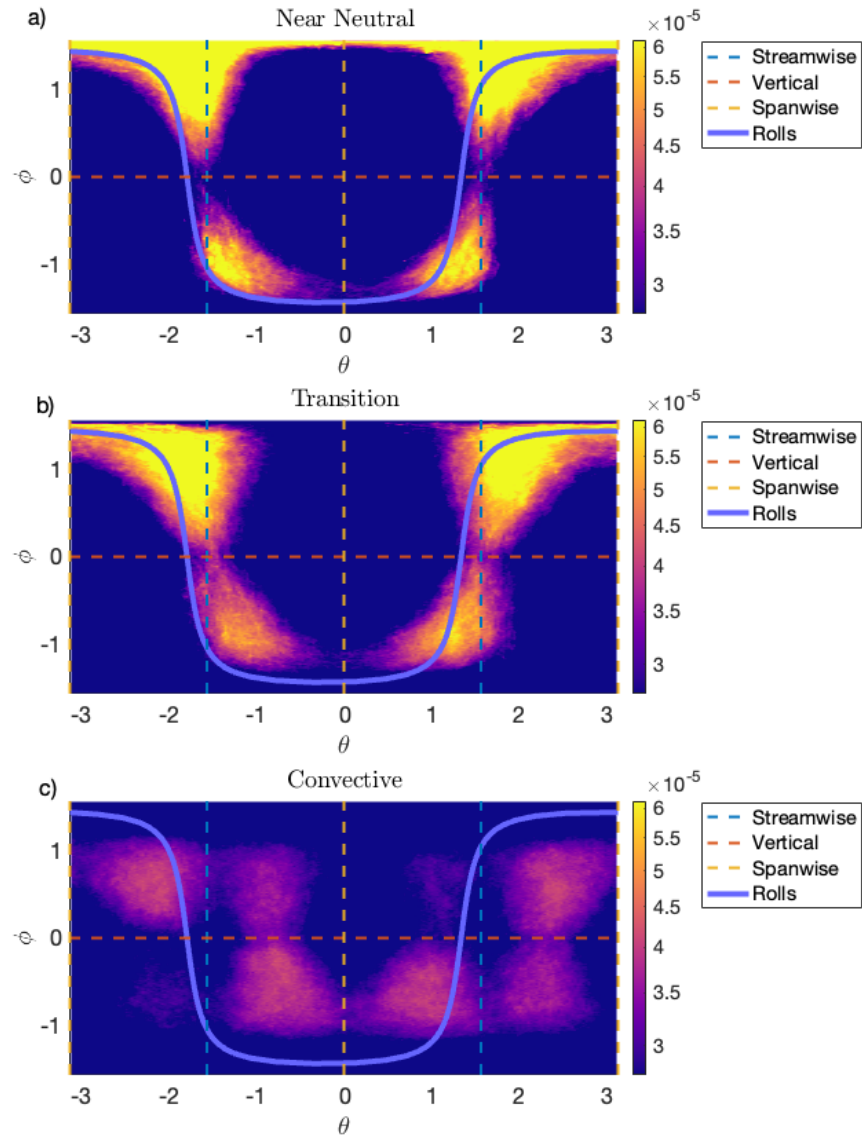 a) Near Neutral
×10⁻⁵
6
5.5
5
4.5
4
3.5
3
1
0
-1
ϕ
-3 -2 -1 0 1 2 3
θ
Streamwise
Vertical
Spanwise
Rolls
b) Transition
×10⁻⁵
6
5.5
5
4.5
4
3.5
3
1
0
-1
ϕ
-3 -2 -1 0 1 2 3
θ
Streamwise
Vertical
Spanwise
Rolls
c) Convective
×10⁻⁵
6
5.5
5
4.5
4
3.5
3
1
0
-1
ϕ
-3 -2 -1 0 1 2 3
θ
Streamwise
Vertical
Spanwise
Rolls